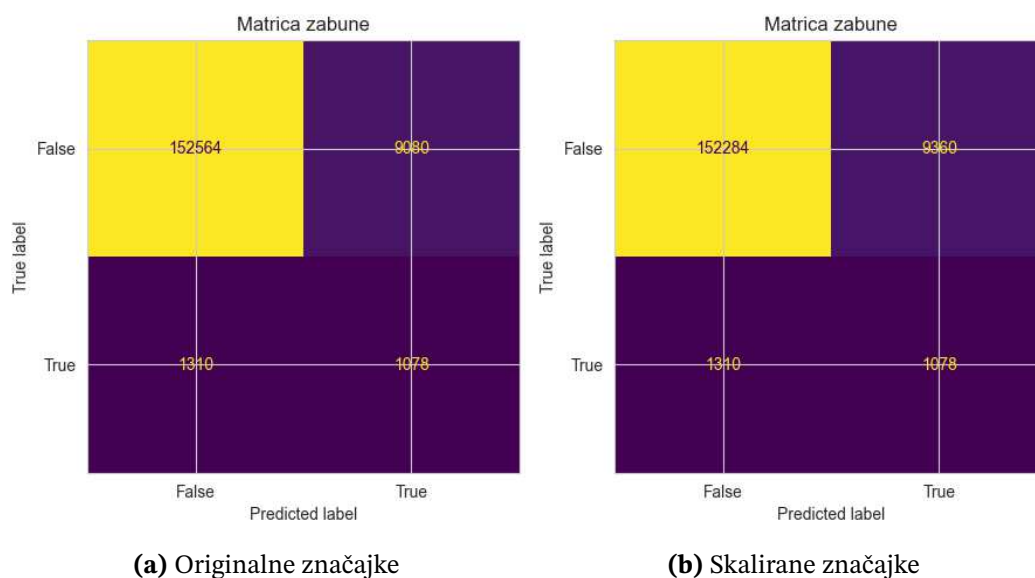 Matrica zabune
False
152564
9080
True label
True
1310
1078
False
True
Predicted label
(a) Originalne značajke
Matrica zabune
False
152284
9360
True label
True
1310
1078
False
True
Predicted label
(b) Skalirane značajke